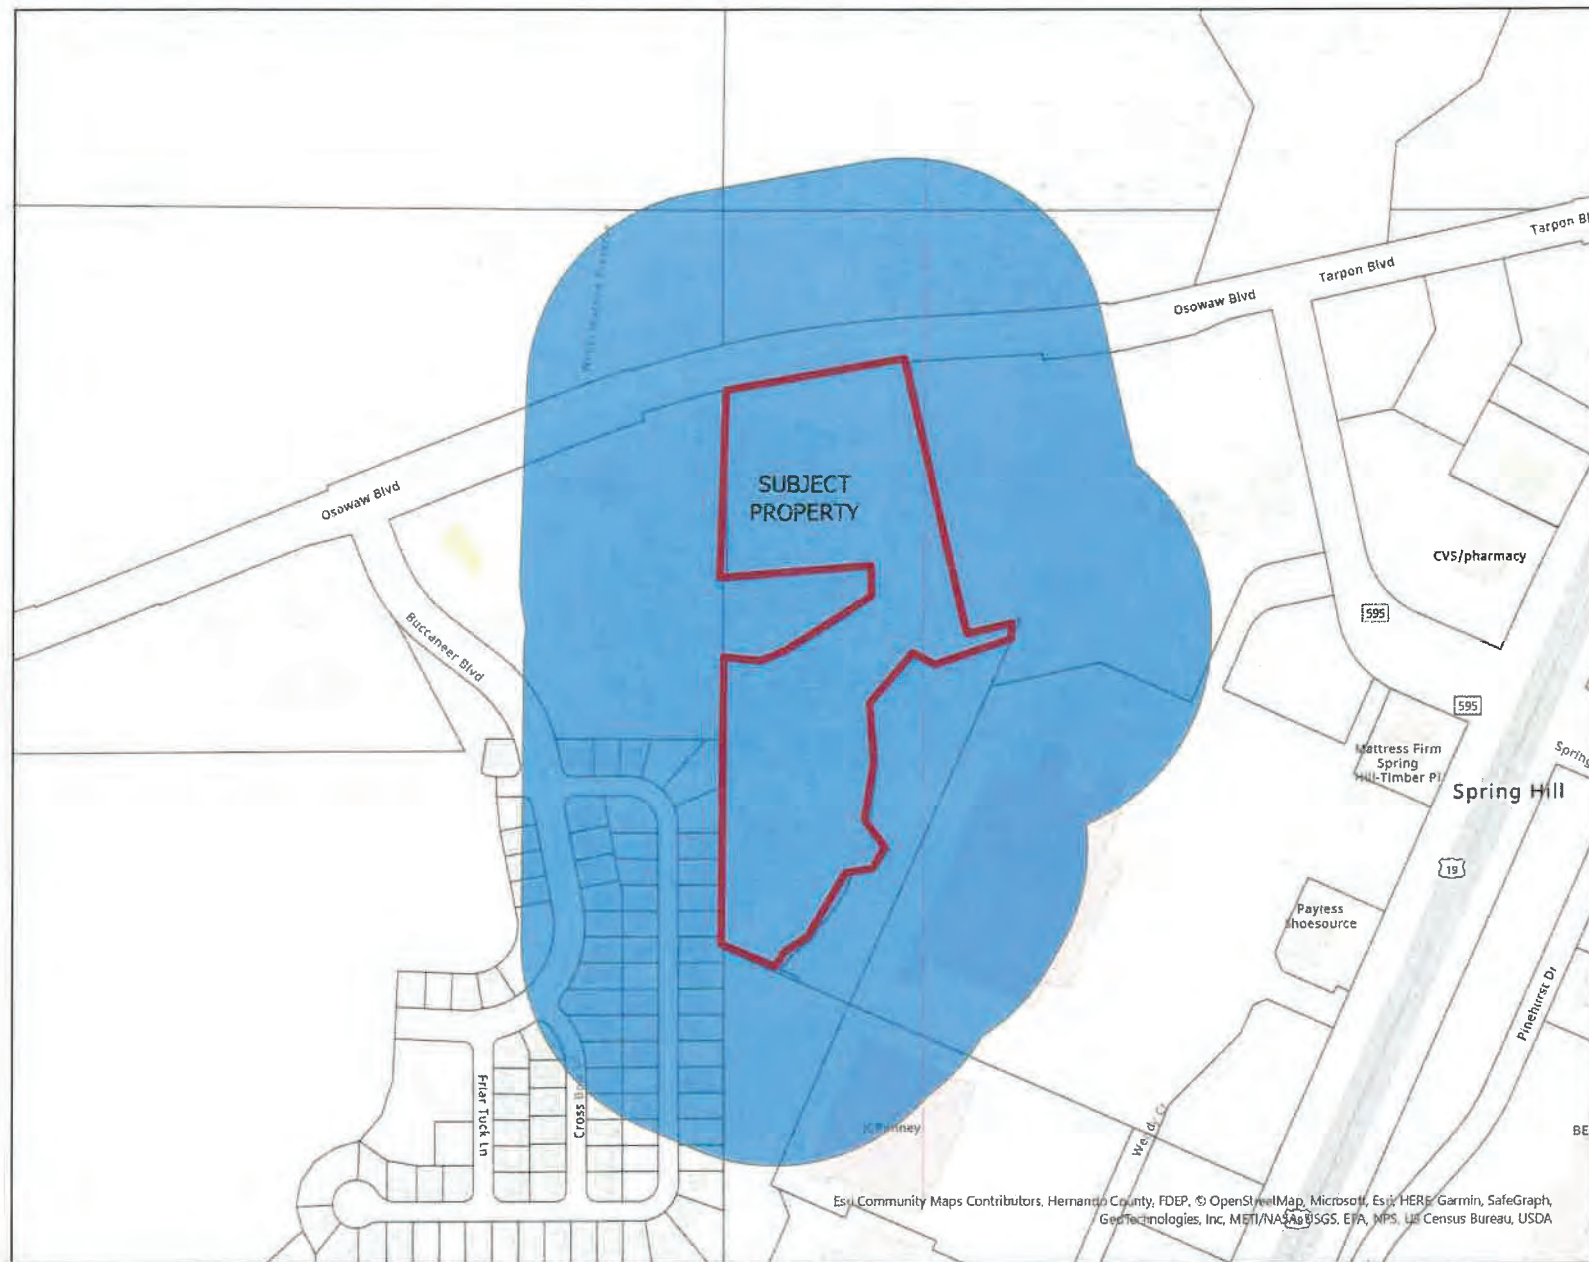 Tarpon Bl
Tarpon Blvd
Osowaw Blvd
SUBJECT
PROPERTY
Osowaw Blvd
CVS/pharmacy
595
Buccaneer Blvd
595
Mattress Firm
Spring
Hill-Timber Pl
Spring
Spring Hill
19
Payless
Shoesource
Pinehurst Dr
Friar Tuck Ln
Cross
JCPenney
BE
Esri Community Maps Contributors, Hernando County, FDEP, © OpenStreetMap, Microsoft, Esri, HERE, Garmin, SafeGraph,
GeoTechnologies, Inc, METI/NASA, USGS, EPA, NPS, US Census Bureau, USDA